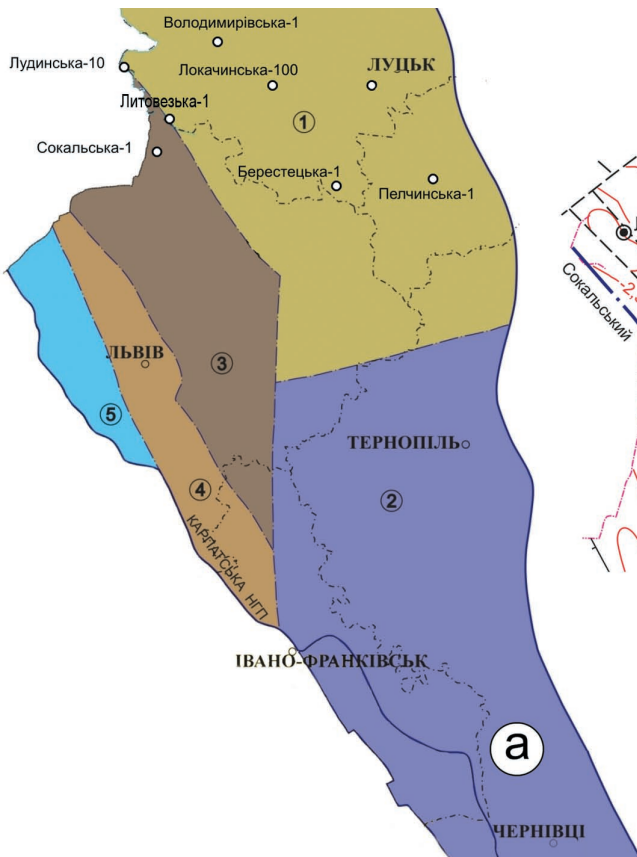 Володимирівська-1
Лудинська-10
Локачинська-100
ЛУЦЬК
Литовезька-1
1
Сокальська-1
Берестецька-1
Пелчинська-1
Сокальський
ЛЬВІВ
3
5
ТЕРНОПІЛЬ
4
2
КАРПАТСЬКА НГП
ІВАНО-ФРАНКІВСЬК
а
ЧЕРНІВЦІ